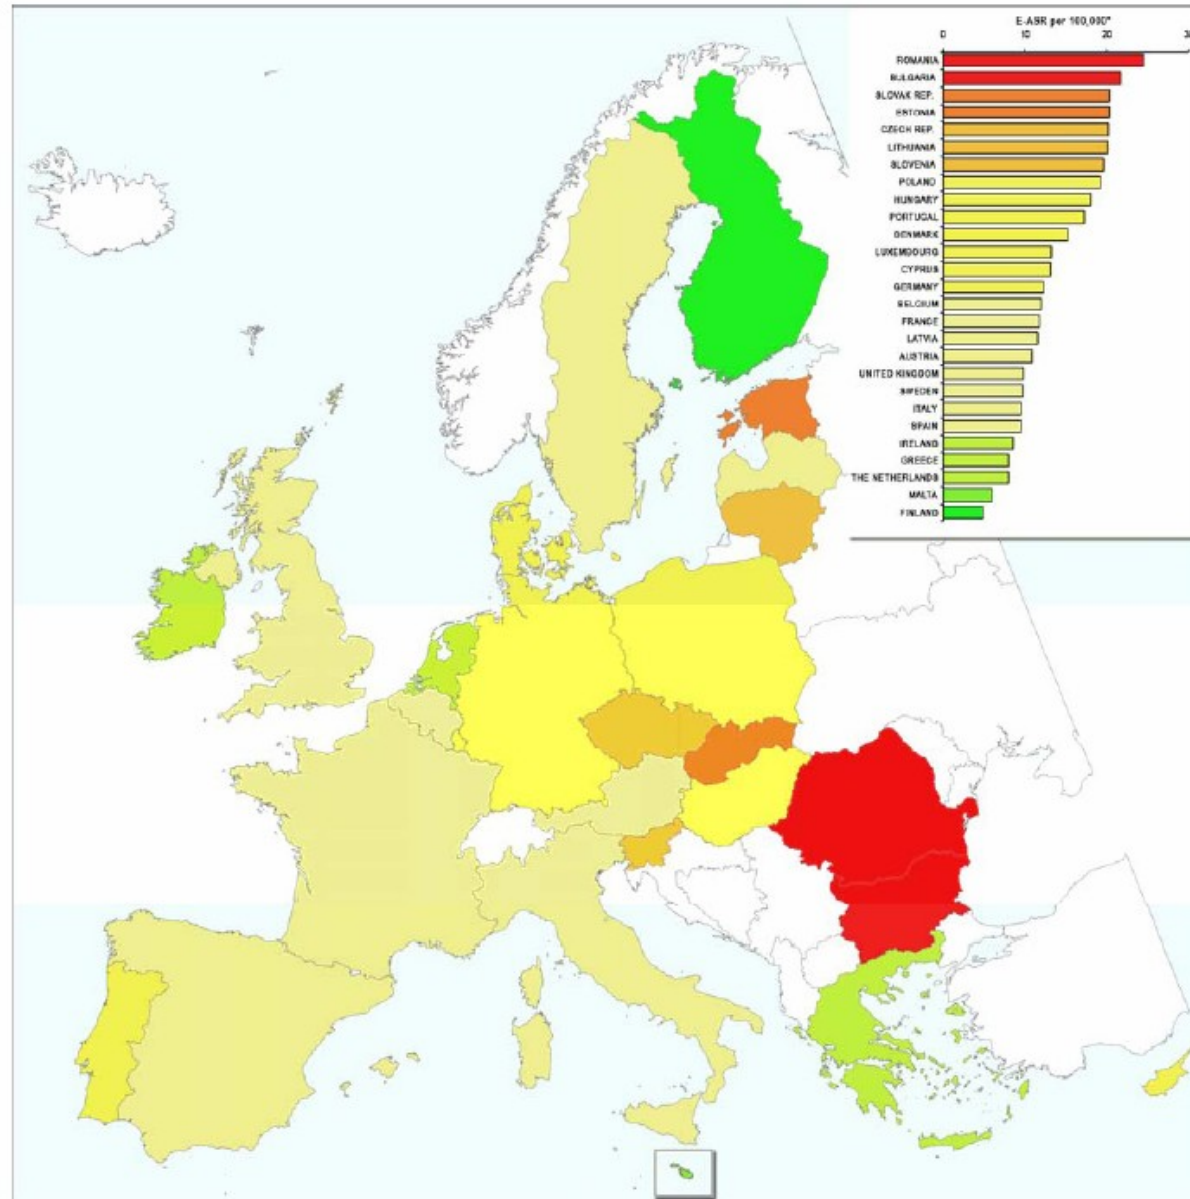 E-ASR per 100,000*
0 10 20 30
ROMANIA
BULGARIA
SLOVAK REP.
ESTONIA
CZECH REP.
LITHUANIA
SLOVENIA
POLAND
HUNGARY
PORTUGAL
DENMARK
LUXEMBOURG
CYPRUS
GERMANY
BELGIUM
FRANCE
LATVIA
AUSTRIA
UNITED KINGDOM
SWEDEN
ITALY
SPAIN
IRELAND
GREECE
THE NETHERLANDS
MALTA
FINLAND